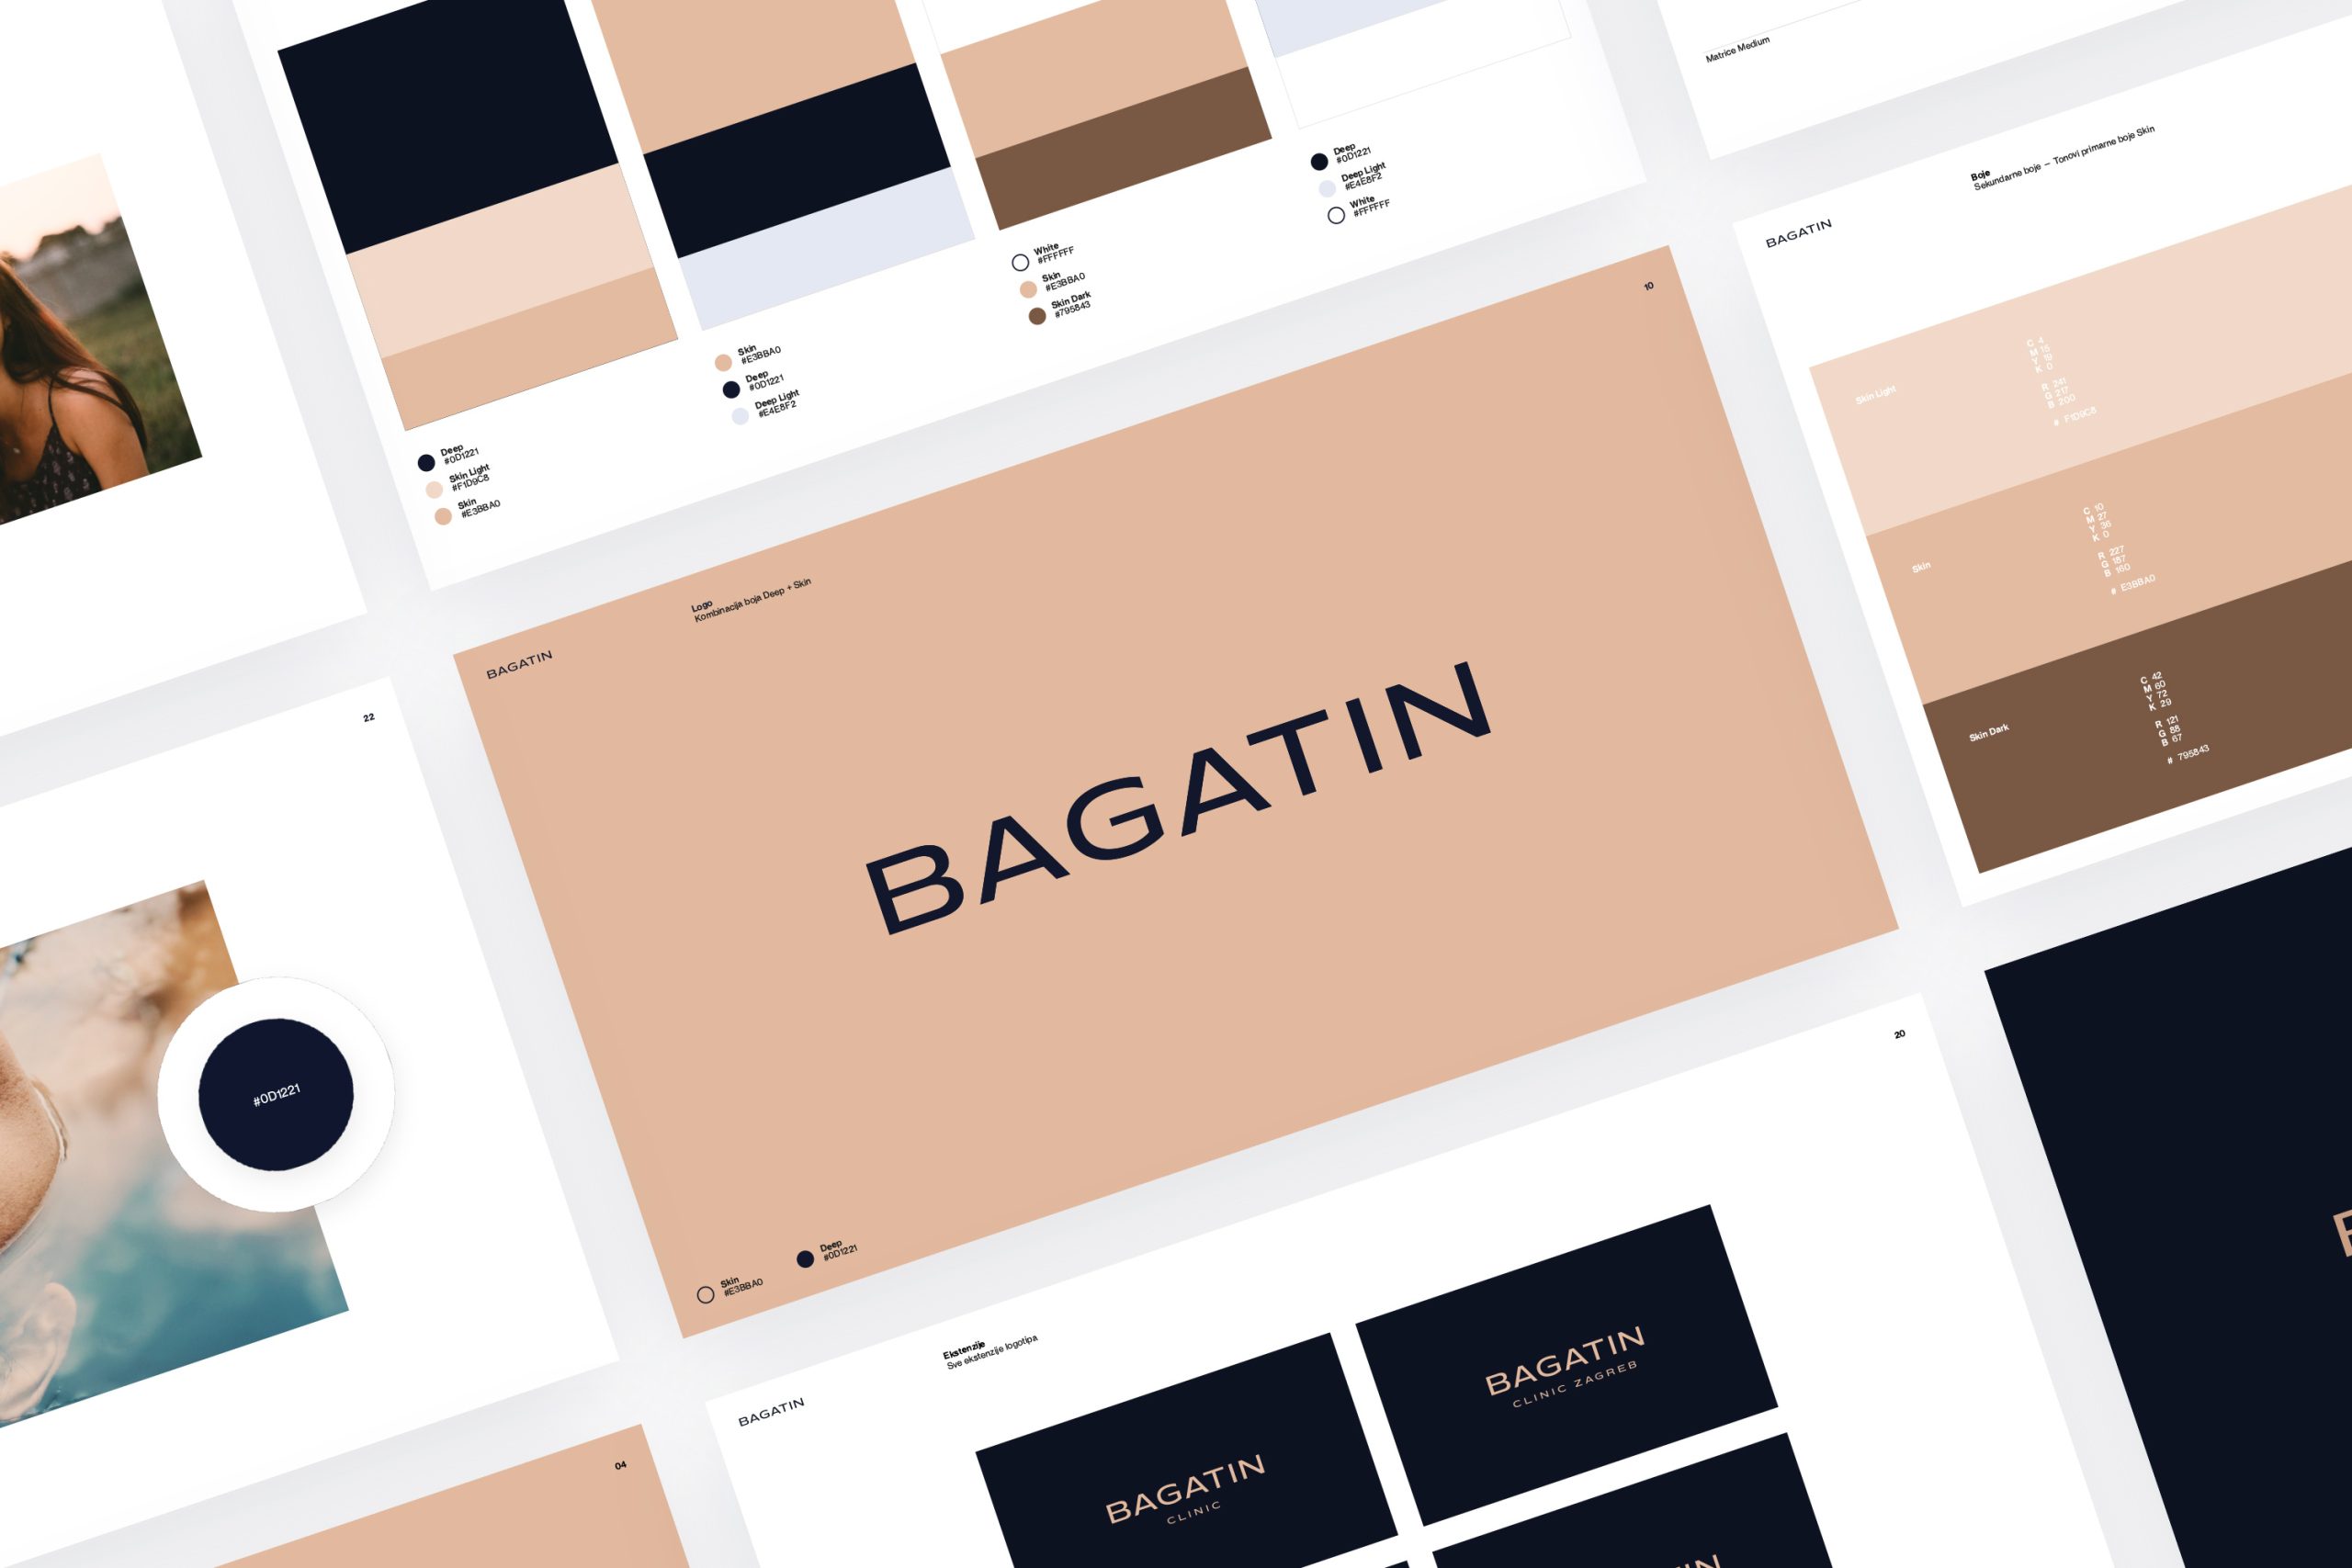 Deep
#0D1221
Skin Light
#F1D9C8
Skin
#E3BBA0
Skin
#E3BBA0
Deep
#0D1221
Deep Light
#E4E8F2
White
#FFFFFF
Skin
#E3BBA0
Skin Dark
#795843
Deep
#0D1221
Deep Light
#E4E8F2
White
#FFFFFF
Matrice Medium
22
#0D1221
BAGATIN
Logo
Kombinacija boja Deep + Skin
10
BAGATIN
Skin
#E3BBA0
Deep
#0D1221
BAGATIN
Boje
Sekundarne boje – Tonovi primarne boje Skin
Skin Light
C 4
M 15
Y 19
K 0
R 241
G 217
B 200
# F1D9C8
Skin
C 10
M 27
Y 36
K 0
R 227
G 187
B 160
# E3BBA0
Skin Dark
C 42
M 60
Y 72
K 29
R 121
G 88
B 67
# 795843
04
BAGATIN
Ekstenzije
Sve ekstenzije logotipa
20
BAGATIN
CLINIC
BAGATIN
CLINIC ZAGREB